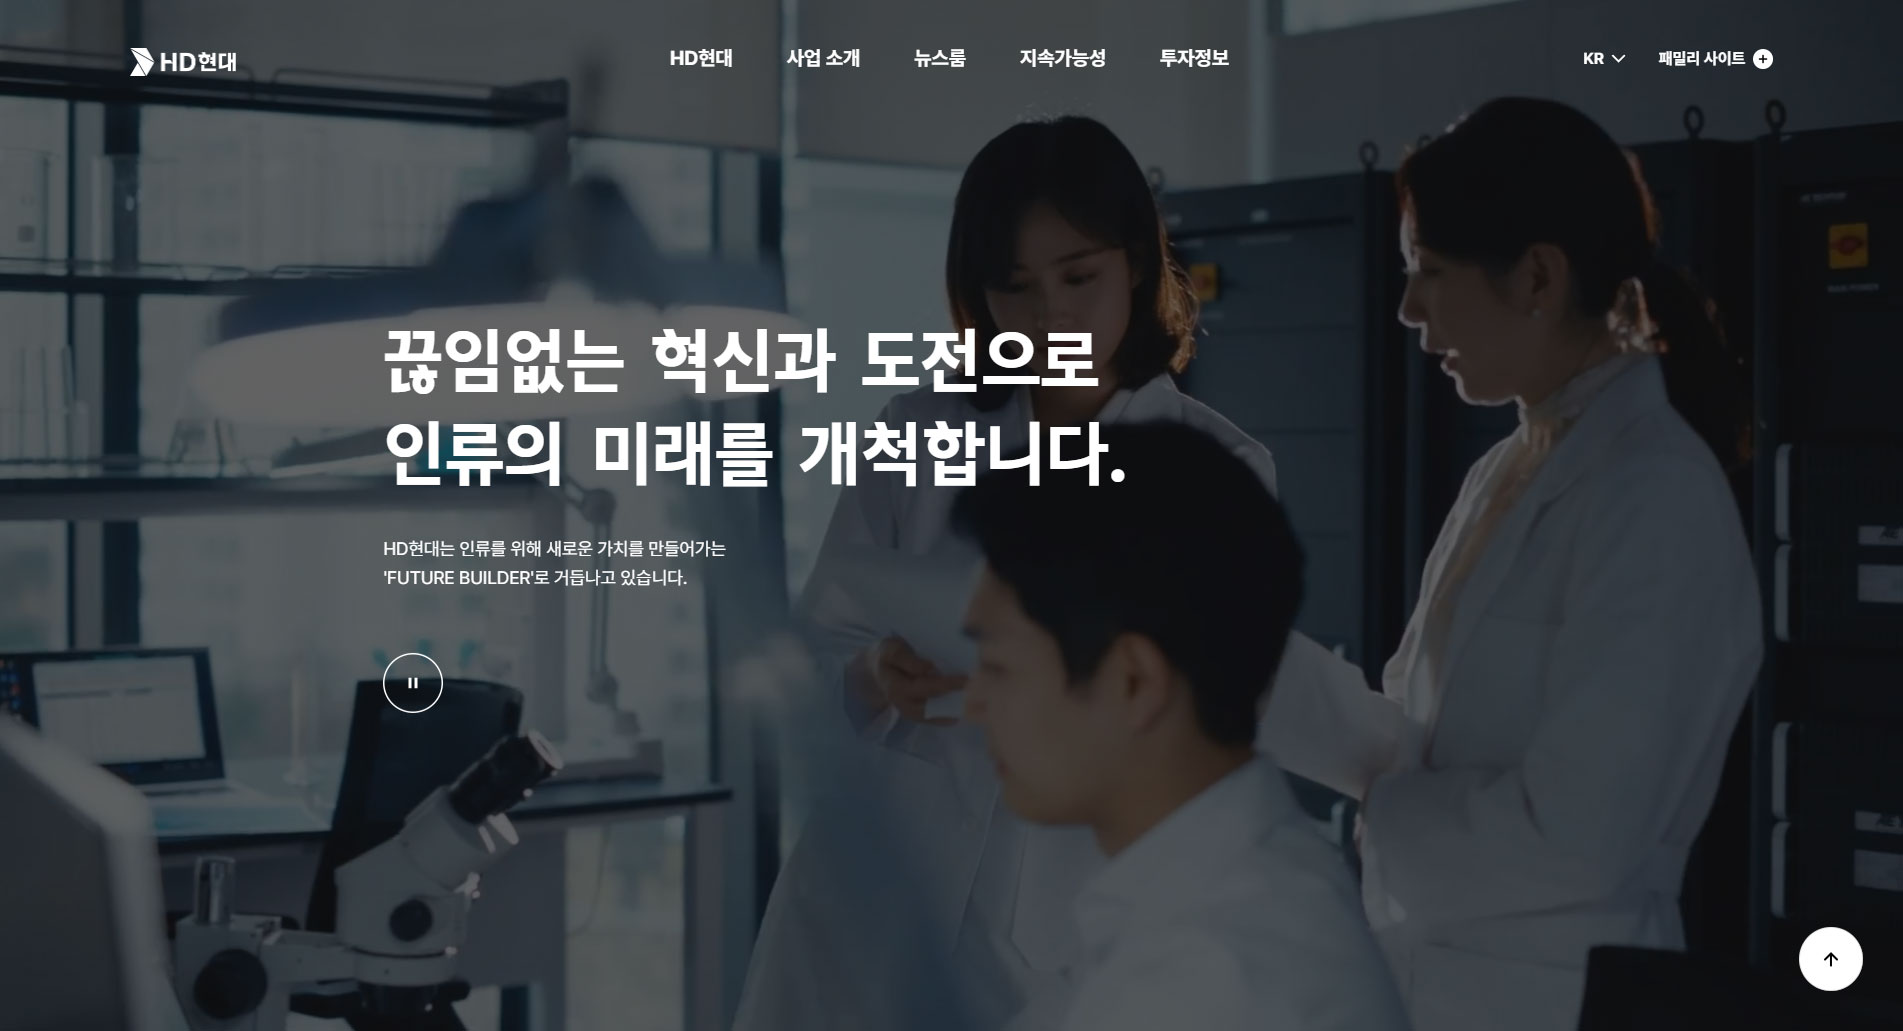 HD현대
HD현대 사업 소개 뉴스룸 지속가능성 투자정보
KR 패밀리 사이트
끊임없는 혁신과 도전으로
인류의 미래를 개척합니다.
HD현대는 인류를 위해 새로운 가치를 만들어가는
'FUTURE BUILDER'로 거듭나고 있습니다.